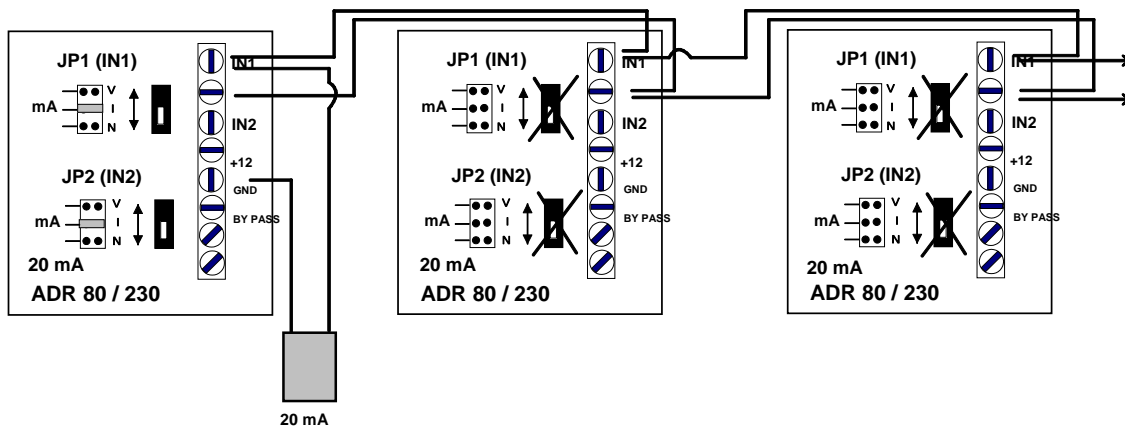 JP1 (IN1)
V
mA
I
N
JP2 (IN2)
V
mA
I
N
20 mA
ADR 80 / 230
IN1
IN2
+12
GND
BY PASS
20 mA
JP1 (IN1)
V
mA
I
N
JP2 (IN2)
V
mA
I
N
20 mA
ADR 80 / 230
IN1
IN2
+12
GND
BY PASS
JP1 (IN1)
V
mA
I
N
JP2 (IN2)
V
mA
I
N
20 mA
ADR 80 / 230
IN1
IN2
+12
GND
BY PASS